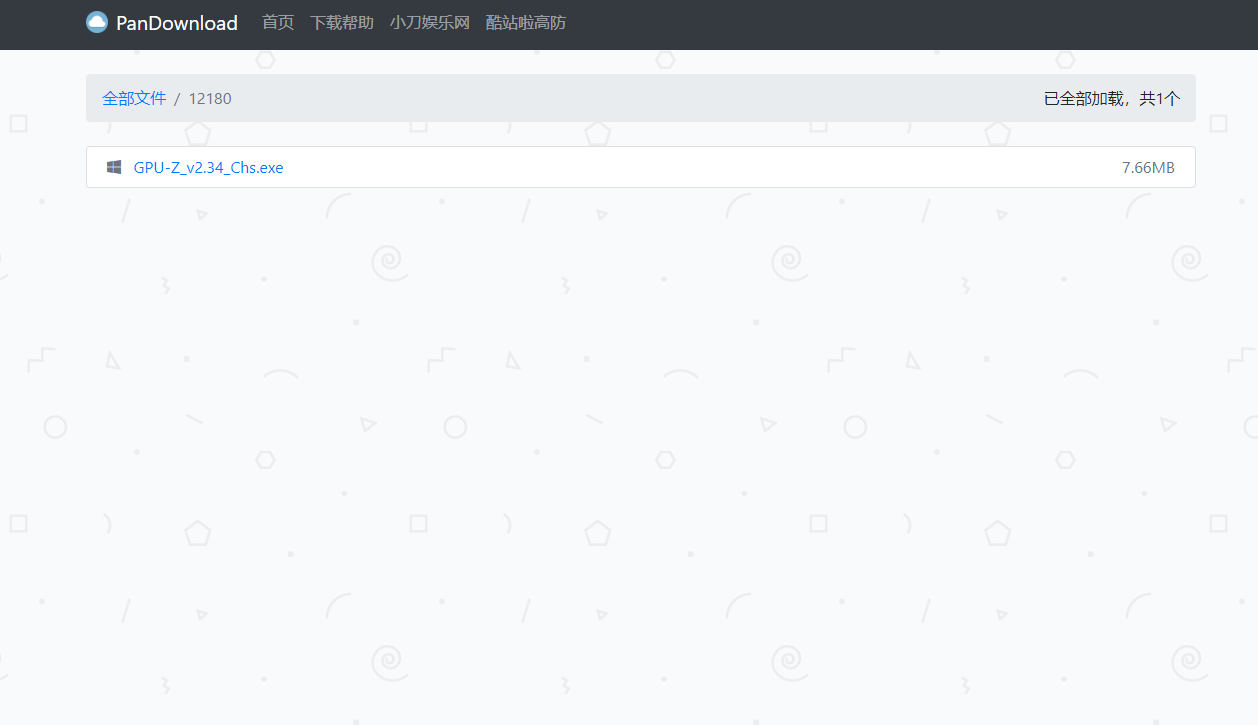 PanDownload 首页 下载帮助 小刀娱乐网 酷站啦高防
全部文件 / 12180 已全部加载，共1个
GPU-Z_v2.34_Chs.exe 7.66MB